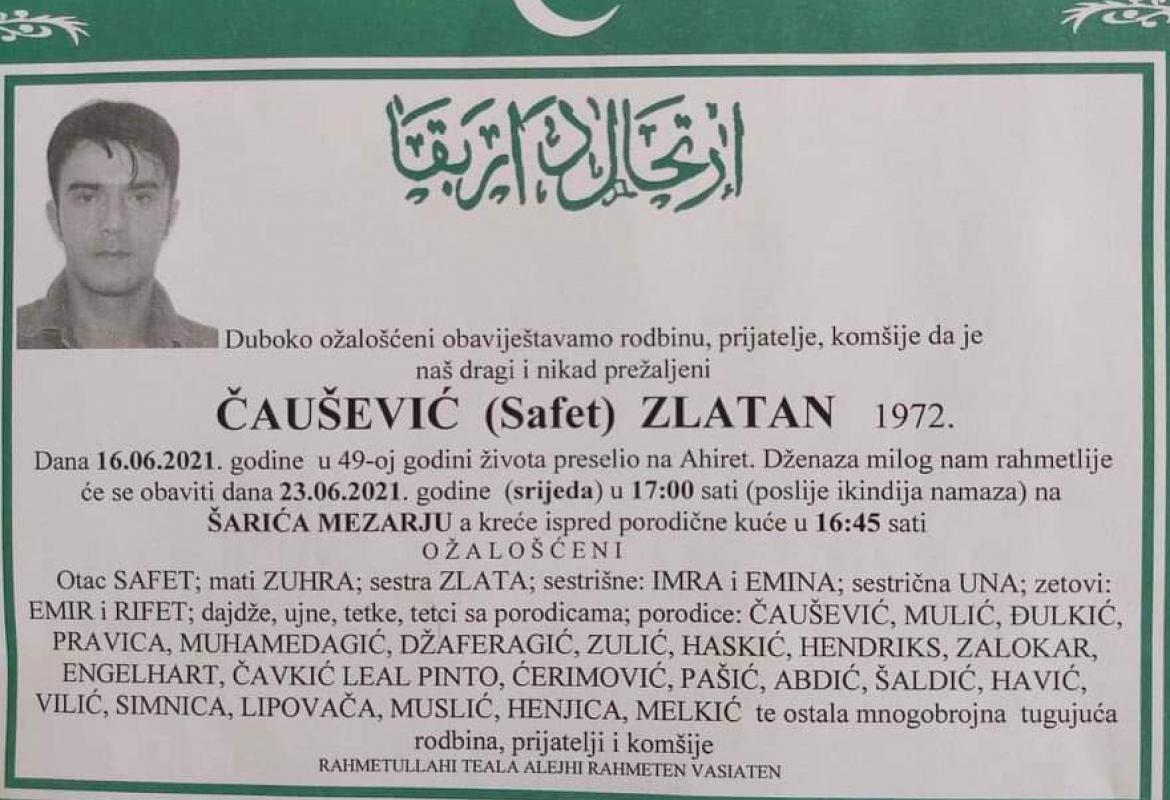 ارتحال دار بقا
Duboko ožalošćeni obaviještavamo rodbinu, prijatelje, komšije da je
naš dragi i nikad prežaljeni
ČAUŠEVIĆ (Safet) ZLATAN 1972.
Dana 16.06.2021. godine u 49-oj godini života preselio na Ahiret. Dženaza milog nam rahmetlije
će se obaviti dana 23.06.2021. godine (srijeda) u 17:00 sati (poslije ikindija namaza) na
ŠARIĆA MEZARJU a kreće ispred porodične kuće u 16:45 sati
OŽALOŠĆENI
Otac SAFET; mati ZUHRA; sestra ZLATA; sestrišne: IMRA i EMINA; sestrična UNA; zetovi:
EMIR i RIFET; dajdže, ujne, tetke, tetci sa porodicama; porodice: ČAUŠEVIĆ, MULIĆ, ĐULKIĆ,
PRAVICA, MUHAMEDAGIĆ, DŽAFERAGIĆ, ZULIĆ, HASKIĆ, HENDRIKS, ZALOKAR,
ENGELHART, ČAVKIĆ LEAL PINTO, ĆERIMOVIĆ, PAŠIĆ, ABDIĆ, ŠALDIĆ, HAVIĆ,
VILIĆ, SIMNICA, LIPOVAČA, MUSLIĆ, HENJICA, MELKIĆ te ostala mnogobrojna tugujuća
rodbina, prijatelji i komšije
RAHMETULLAHI TEALA ALEJHI RAHMETEN VASIATEN